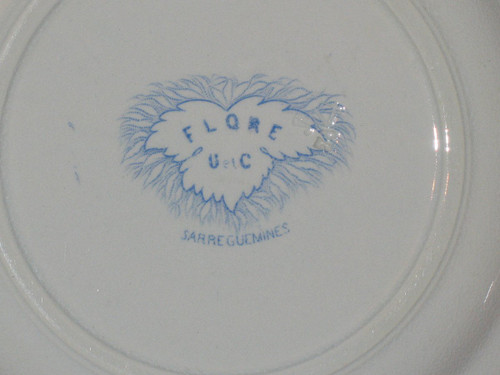 FLORE
U et C
SARREGUEMINES